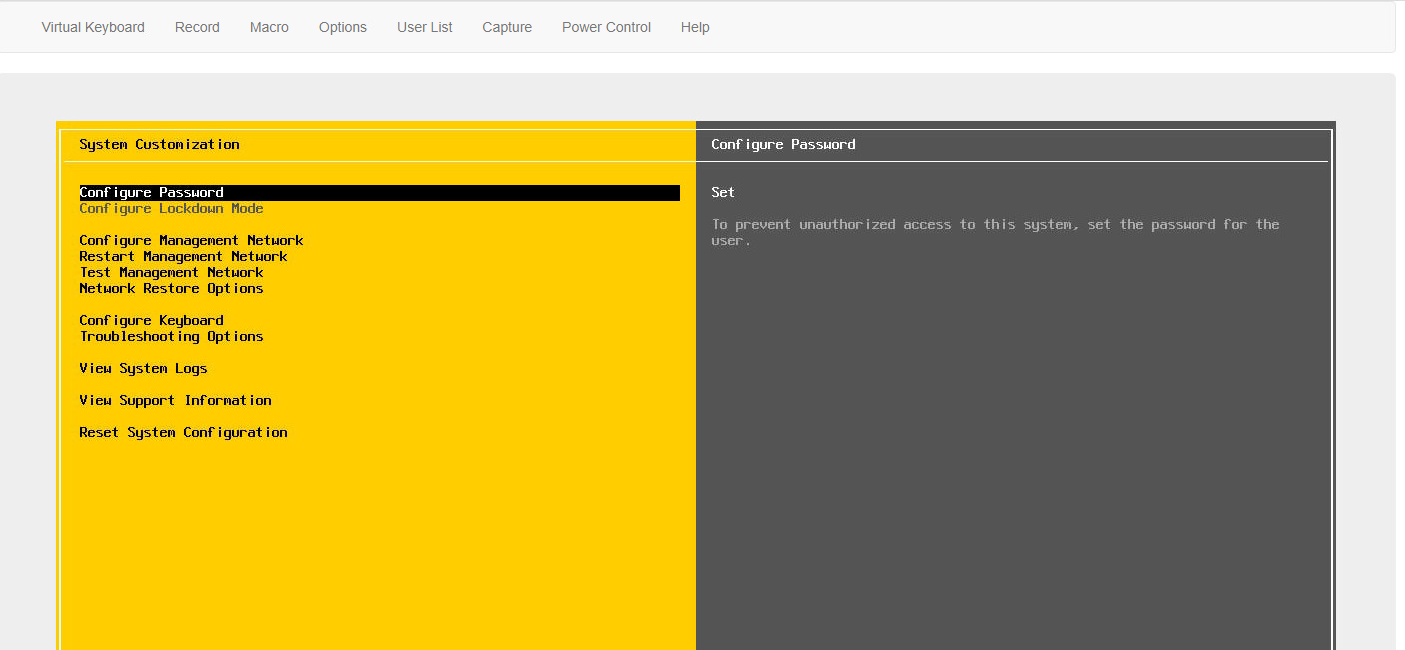 Virtual Keyboard Record Macro Options User List Capture Power Control Help
System Customization
Configure Password
Configure Lockdown Mode
Configure Management Network
Restart Management Network
Test Management Network
Network Restore Options
Configure Keyboard
Troubleshooting Options
View System Logs
View Support Information
Reset System Configuration
Configure Password
Set
To prevent unauthorized access to this system, set the password for the
user.